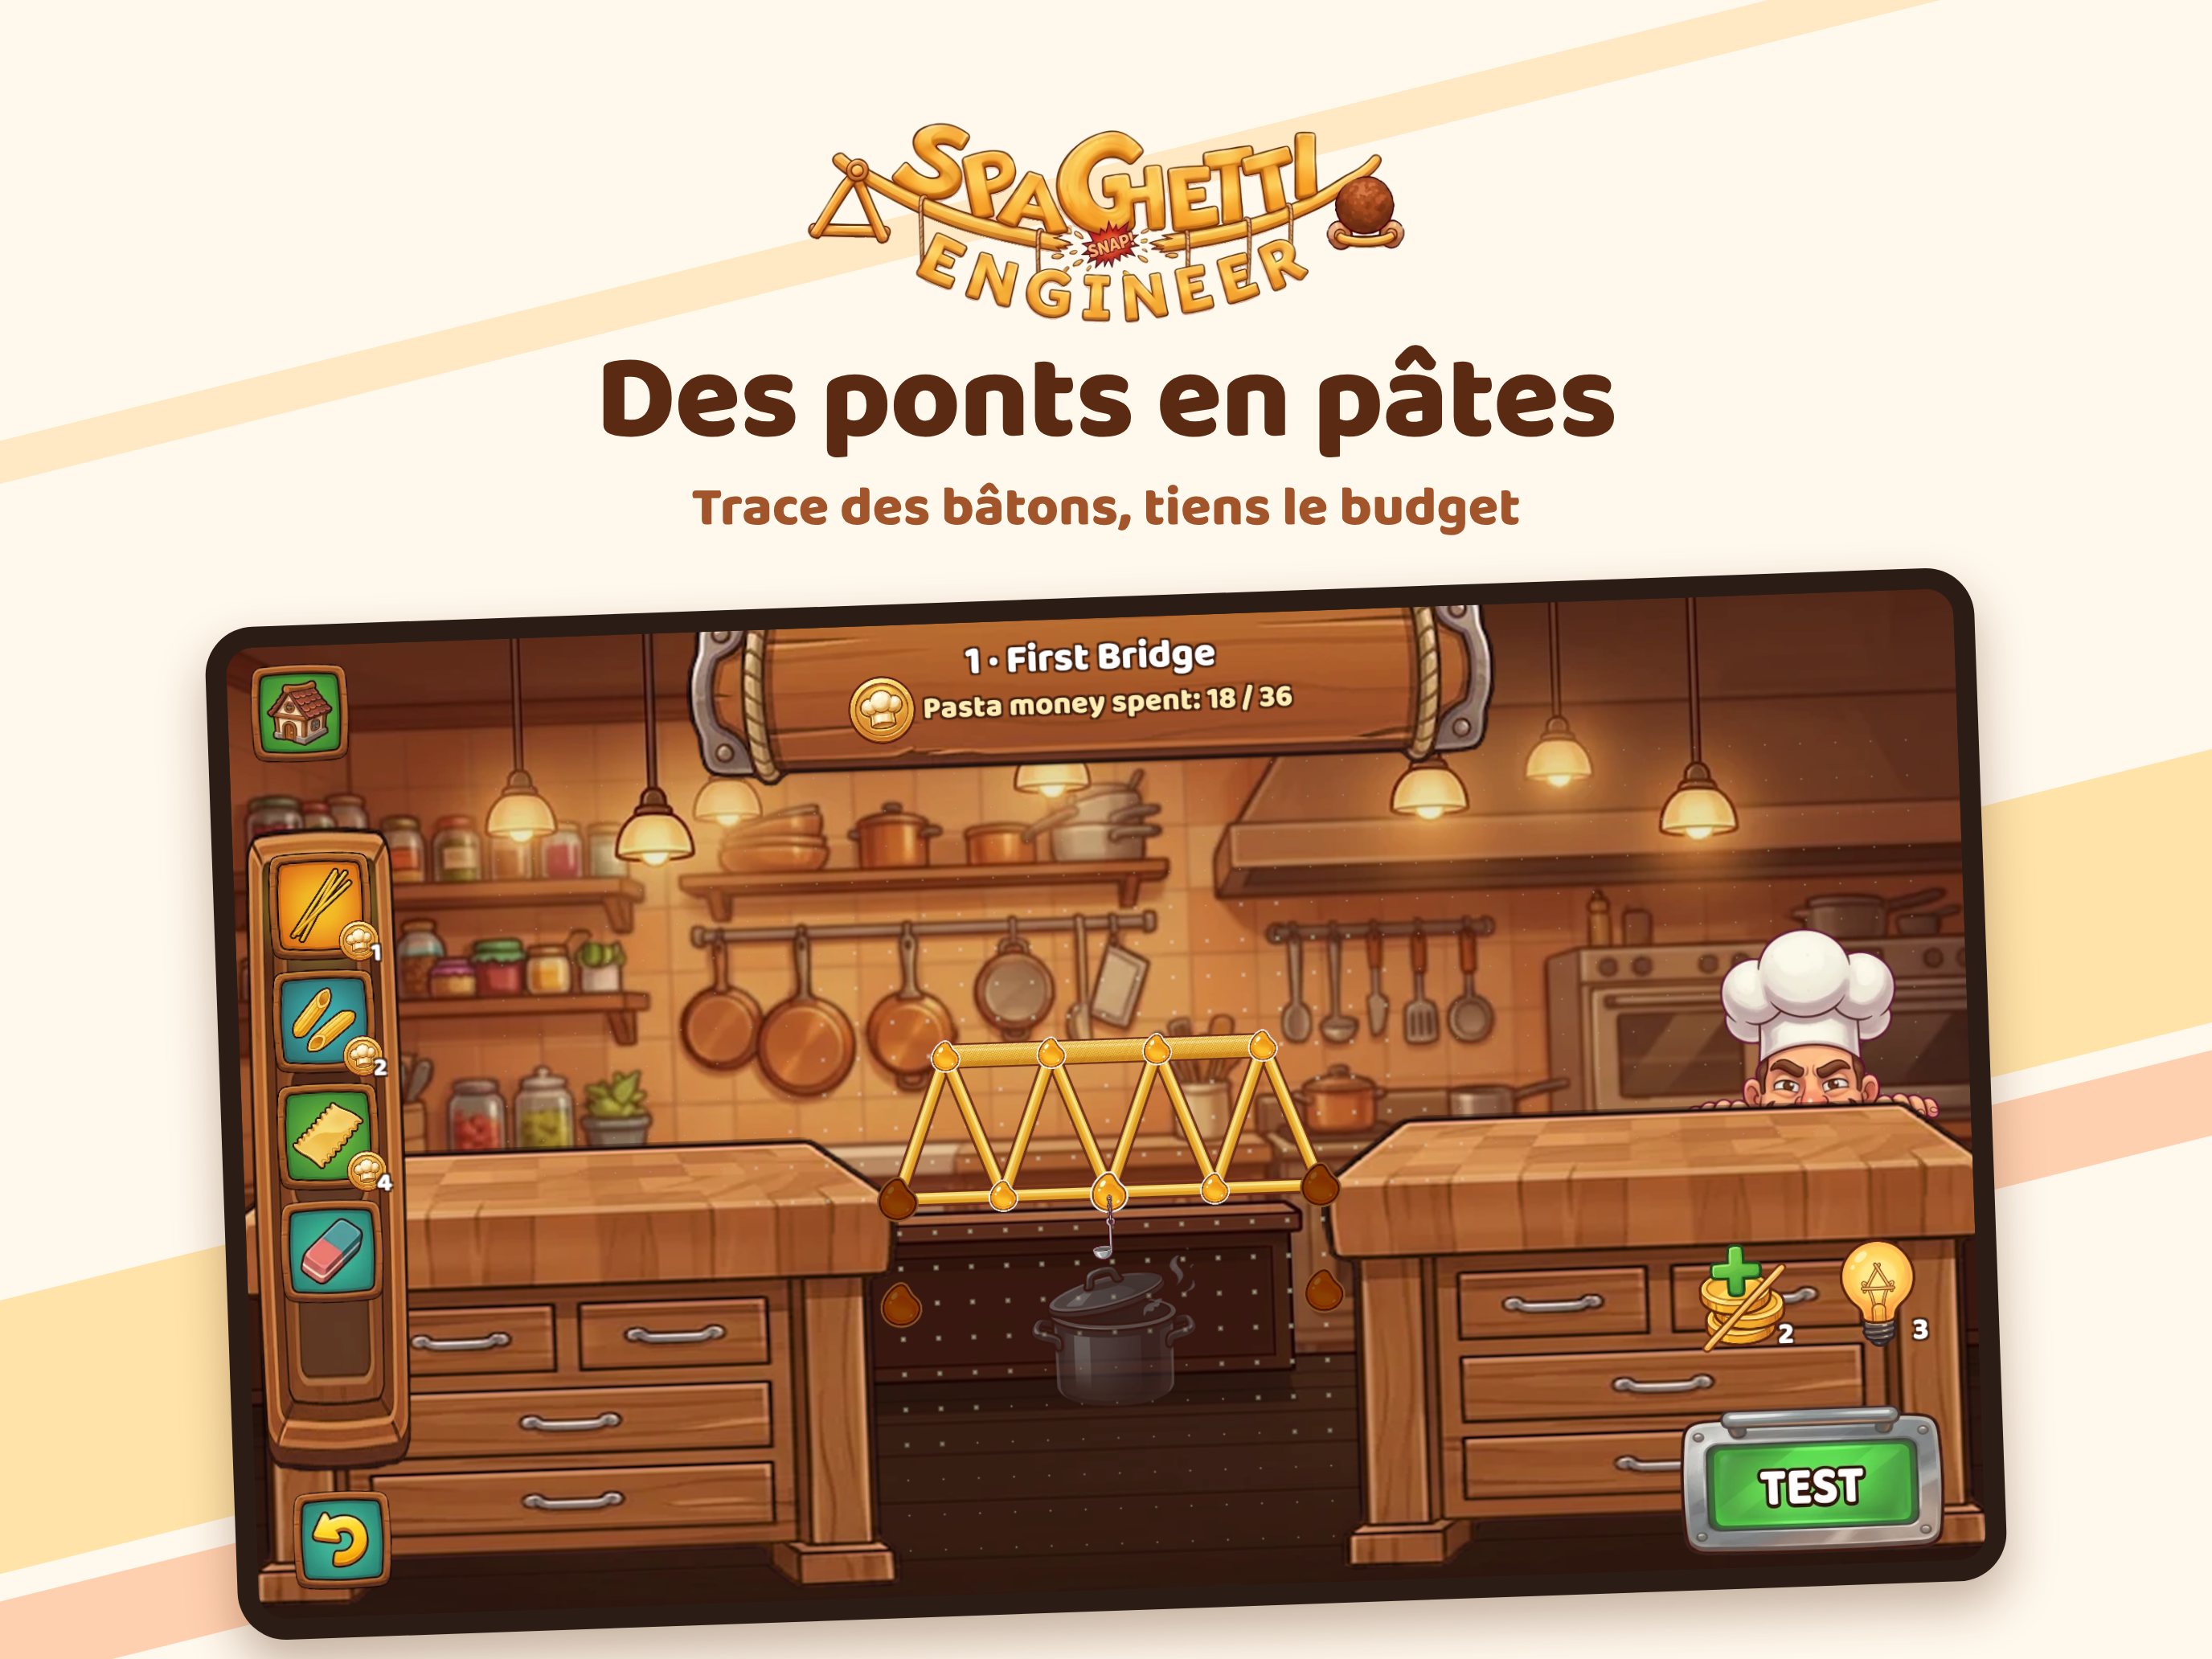 SPAGHETTI
SNAP!
ENGINEER
Des ponts en pâtes
Trace des bâtons, tiens le budget
1 · First Bridge
Pasta money spent: 18 / 36
1
2
4
2
3
TEST